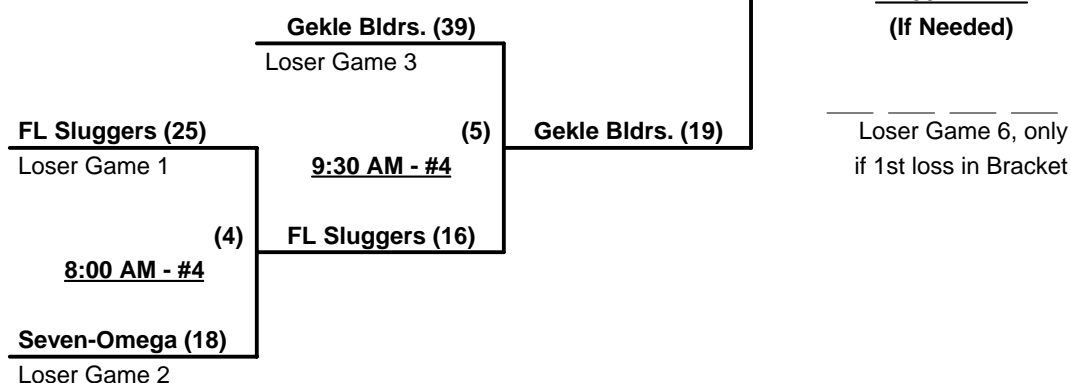 Gekle Bldrs. (39)
(If Needed)
Loser Game 3
FL Sluggers (25)
(5)
Gekle Bldrs. (19)
Loser Game 6, only
Loser Game 1
9:30 AM - #4
if 1st loss in Bracket
(4)
FL Sluggers (16)
8:00 AM - #4
Seven-Omega (18)
Loser Game 2